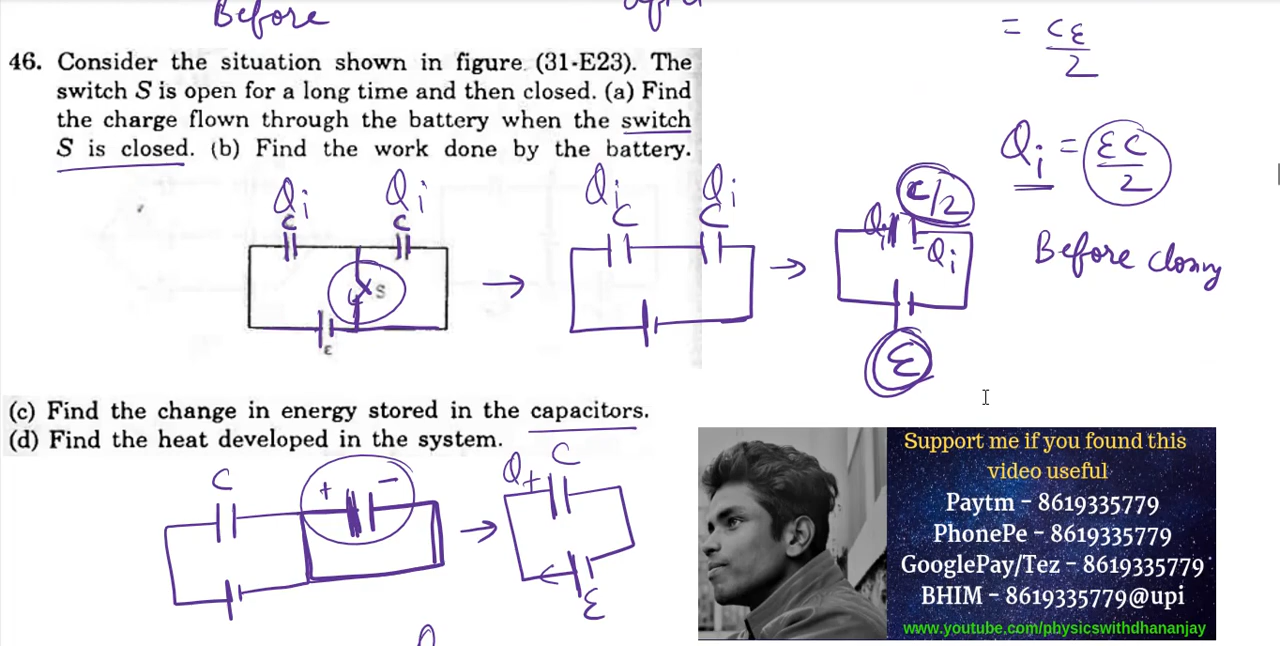 Before
= Cε/2
46. Consider the situation shown in figure (31-E23). The
switch S is open for a long time and then closed. (a) Find
the charge flown through the battery when the switch
S is closed. (b) Find the work done by the battery.
Qi = εC/2
Before closing
Qi Qi
C C
S
ε
Qi Qi
C C
C/2
Qi -Qi
ε
(c) Find the change in energy stored in the capacitors.
(d) Find the heat developed in the system.
C + -
Q+ C
ε
Support me if you found this
video useful
Paytm - 8619335779
PhonePe - 8619335779
GooglePay/Tez - 8619335779
BHIM - 8619335779@upi
www.youtube.com/physicswithdhananjay